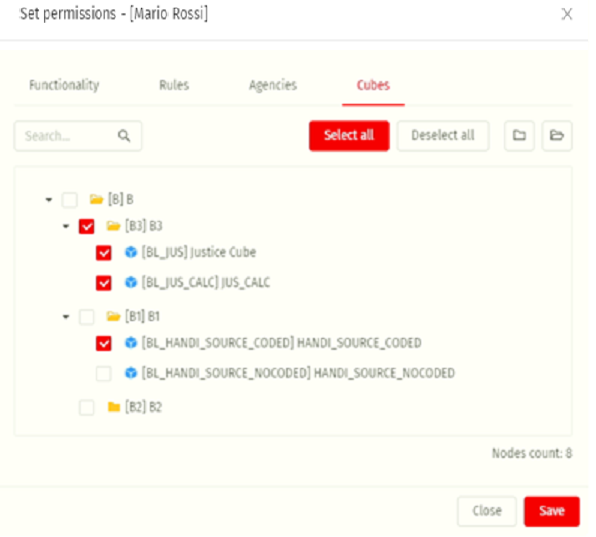 Set permissions - [Mario Rossi] X
Functionality Rules Agencies Cubes
Search... Select all Deselect all
[B] B
[B3] B3
[BL_JUS] Justice Cube
[BL_JUS_CALC] JUS_CALC
[B1] B1
[BL_HANDI_SOURCE_CODED] HANDI_SOURCE_CODED
[BL_HANDI_SOURCE_NOCODED] HANDI_SOURCE_NOCODED
[B2] B2
Nodes count: 8
Close Save